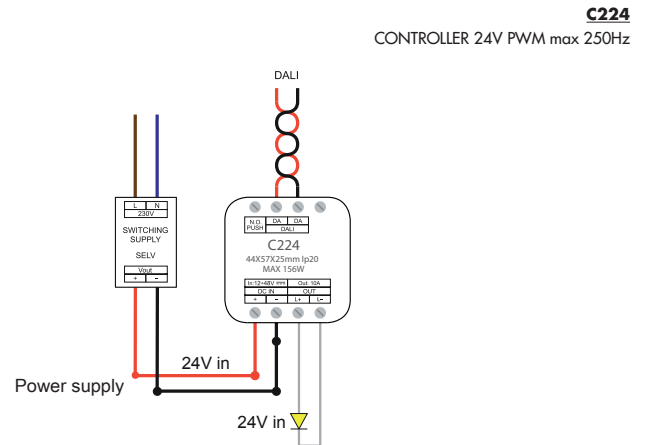 C224
CONTROLLER 24V PWM max 250Hz
DALI
L N
230V
SWITCHING
SUPPLY
SELV
Vout
+ −
N.O. DA DA
PUSH DALI
C224
44X57X25mm Ip20
MAX 156W
In:12÷48V Out: 10A
DC IN OUT
+ − L+ L−
24V in
Power supply
24V in